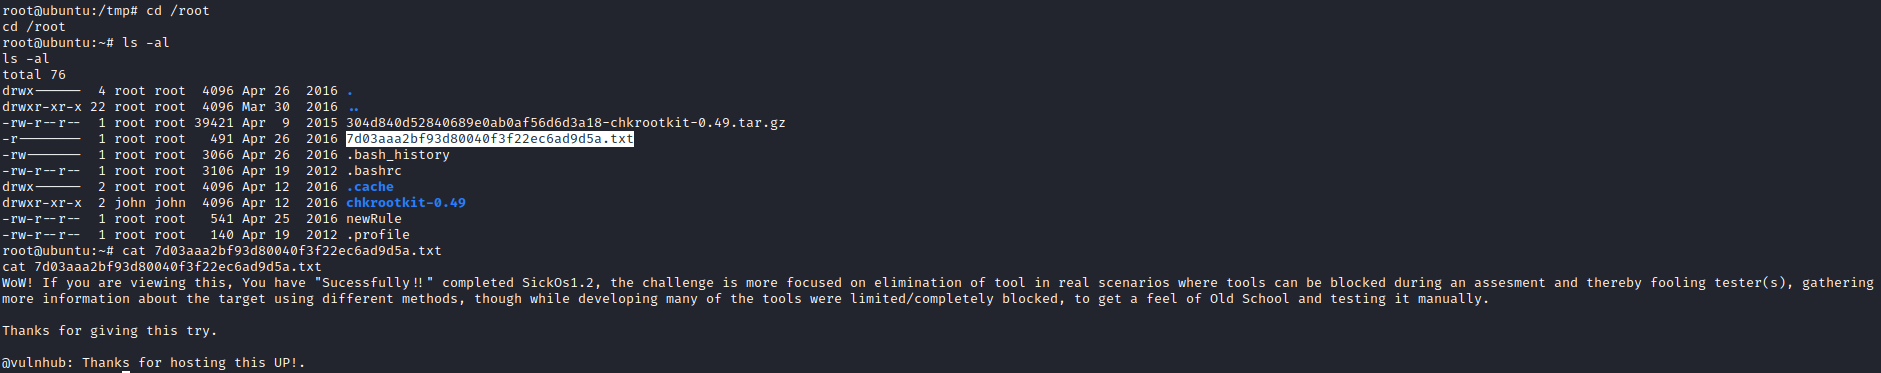 root@ubuntu:/tmp# cd /root
cd /root
root@ubuntu:~# ls -al
ls -al
total 76
drwx------  4 root root  4096 Apr 26  2016 .
drwxr-xr-x 22 root root  4096 Mar 30  2016 ..
-rw-r--r--  1 root root 39421 Apr  9  2015 304d840d52840689e0ab0af56d6d3a18-chkrootkit-0.49.tar.gz
-r--------  1 root root   491 Apr 26  2016 7d03aaa2bf93d80040f3f22ec6ad9d5a.txt
-rw-------  1 root root  3066 Apr 26  2016 .bash_history
-rw-r--r--  1 root root  3106 Apr 19  2012 .bashrc
drwx------  2 root root  4096 Apr 12  2016 .cache
drwxr-xr-x  2 john john  4096 Apr 12  2016 chkrootkit-0.49
-rw-r--r--  1 root root   541 Apr 25  2016 newRule
-rw-r--r--  1 root root   140 Apr 19  2012 .profile
root@ubuntu:~# cat 7d03aaa2bf93d80040f3f22ec6ad9d5a.txt
cat 7d03aaa2bf93d80040f3f22ec6ad9d5a.txt
WoW! If you are viewing this, You have "Sucessfully!!" completed SickOs1.2, the challenge is more focused on elimination of tool in real scenarios where tools can be blocked during an assesment and thereby fooling tester(s), gathering
more information about the target using different methods, though while developing many of the tools were limited/completely blocked, to get a feel of Old School and testing it manually.

Thanks for giving this try.

@vulnhub: Thanks for hosting this UP!.